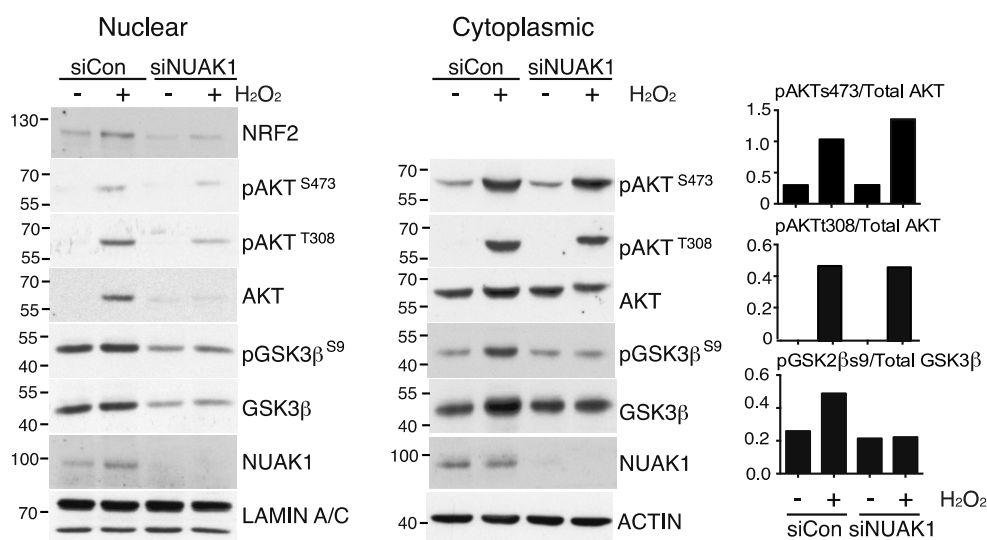 Nuclear
siCon siNUAK1
- + - + H₂O₂
130
NRF2
70
55
pAKT S473
70
55
pAKT T308
70
55
AKT
55
40
pGSK3β S9
55
40
GSK3β
100
NUAK1
70
LAMIN A/C
Cytoplasmic
siCon siNUAK1
- + - + H₂O₂
70
55
pAKT S473
70
55
pAKT T308
70
55
AKT
55
40
pGSK3β S9
55
40
GSK3β
100
NUAK1
40
ACTIN
pAKTs473/Total AKT
1.5
1.0
0.5
0
pAKTt308/Total AKT
0.6
0.4
0.2
0
pGSK2βs9/Total GSK3β
0.6
0.4
0.2
0.0
- + - + H₂O₂
siCon siNUAK1